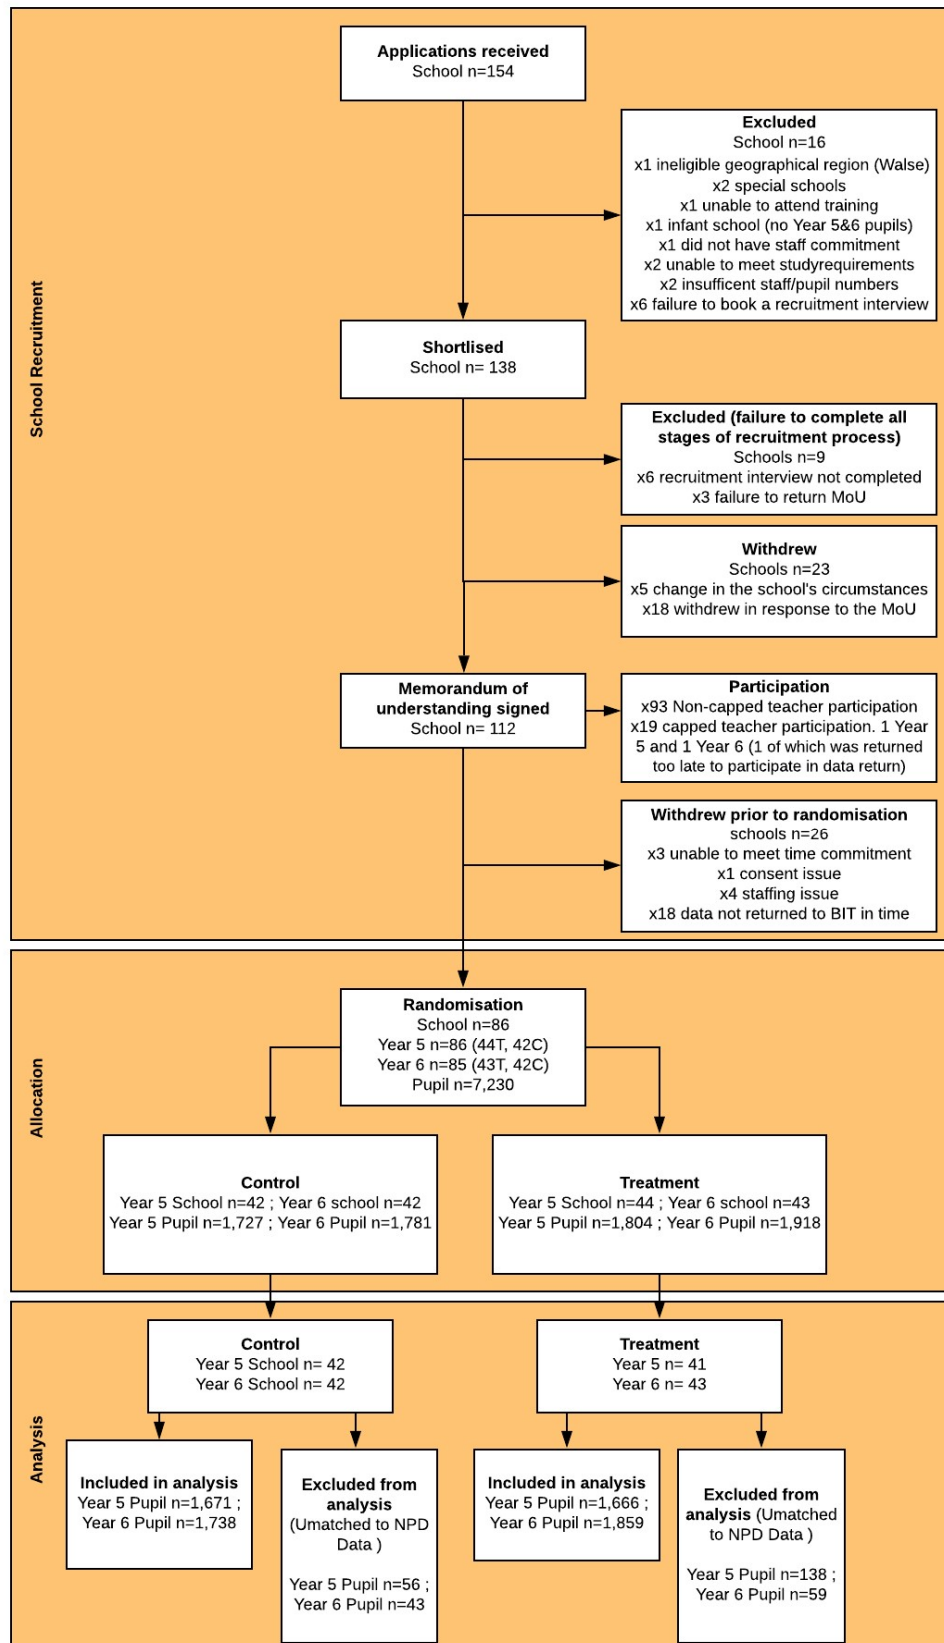 School Recruitment
Applications received
School n=154
Excluded
School n=16
x1 ineligible geographical region (Walse)
x2 special schools
x1 unable to attend training
x1 infant school (no Year 5&6 pupils)
x1 did not have staff commitment
x2 unable to meet studyrequirements
x2 insufficent staff/pupil numbers
x6 failure to book a recruitment interview
Shortlised
School n= 138
Excluded (failure to complete all
stages of recruitment process)
Schools n=9
x6 recruitment interview not completed
x3 failure to return MoU
Withdrew
Schools n=23
x5 change in the school's circumstances
x18 withdrew in response to the MoU
Memorandum of
understanding signed
School n= 112
Participation
x93 Non-capped teacher participation
x19 capped teacher participation. 1 Year
5 and 1 Year 6 (1 of which was returned
too late to participate in data return)
Withdrew prior to randomisation
schools n=26
x3 unable to meet time commitment
x1 consent issue
x4 staffing issue
x18 data not returned to BIT in time
Allocation
Randomisation
School n=86
Year 5 n=86 (44T, 42C)
Year 6 n=85 (43T, 42C)
Pupil n=7,230
Control
Year 5 School n=42 ; Year 6 school n=42
Year 5 Pupil n=1,727 ; Year 6 Pupil n=1,781
Treatment
Year 5 School n=44 ; Year 6 school n=43
Year 5 Pupil n=1,804 ; Year 6 Pupil n=1,918
Analysis
Control
Year 5 School n= 42
Year 6 School n= 42
Treatment
Year 5 n= 41
Year 6 n= 43
Included in analysis
Year 5 Pupil n=1,671 ;
Year 6 Pupil n=1,738
Excluded from
analysis
(Umatched to NPD
Data )
Year 5 Pupil n=56 ;
Year 6 Pupil n=43
Included in analysis
Year 5 Pupil n=1,666 ;
Year 6 Pupil n=1,859
Excluded from
analysis (Umatched
to NPD Data )
Year 5 Pupil n=138 ;
Year 6 Pupil n=59